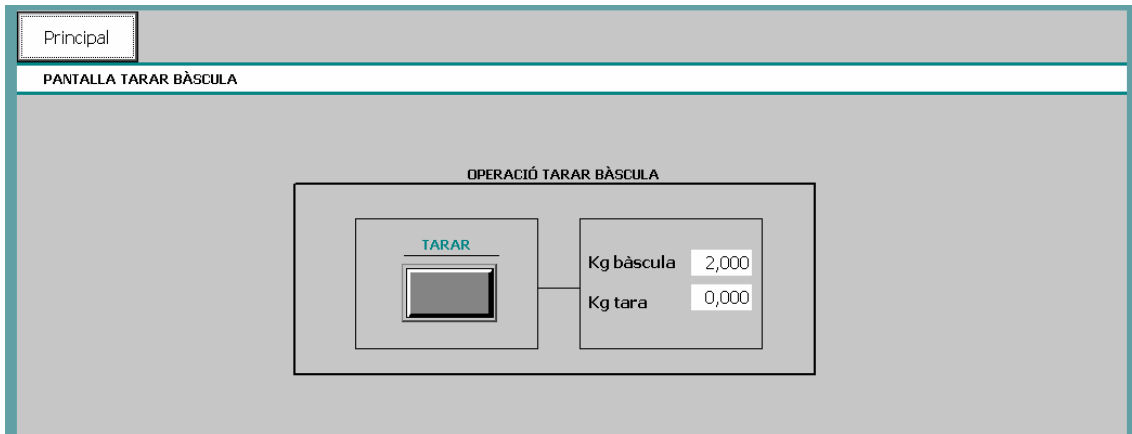 Principal
PANTALLA TARAR BÀSCULA
OPERACIÓ TARAR BÀSCULA
TARAR
Kg bàscula 2,000
Kg tara 0,000